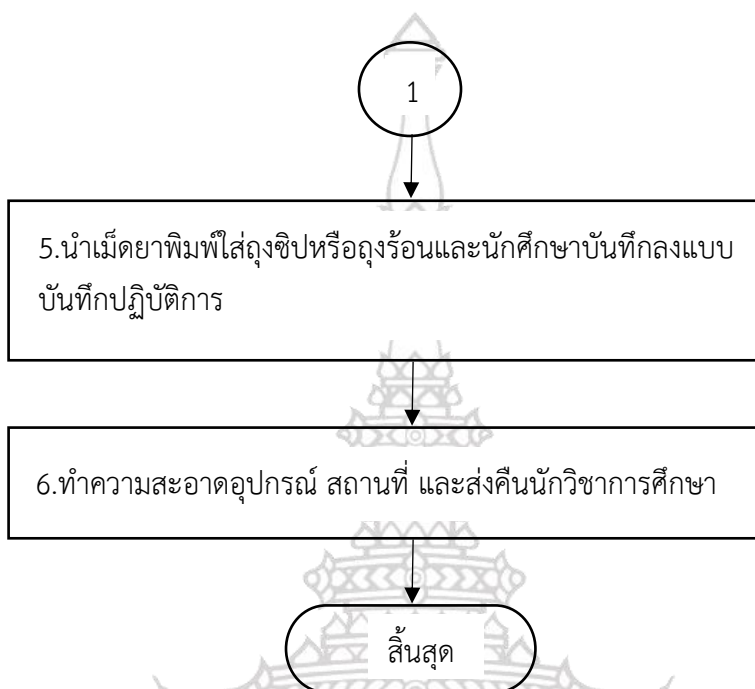 1
5.นำเม็ดยาพิมพ์ใส่ถุงซิปหรือถุงร้อนและนักศึกษาบันทึกลงแบบ
บันทึกปฏิบัติการ
6.ทำความสะอาดอุปกรณ์ สถานที่ และส่งคืนนักวิชาการศึกษา
สิ้นสุด